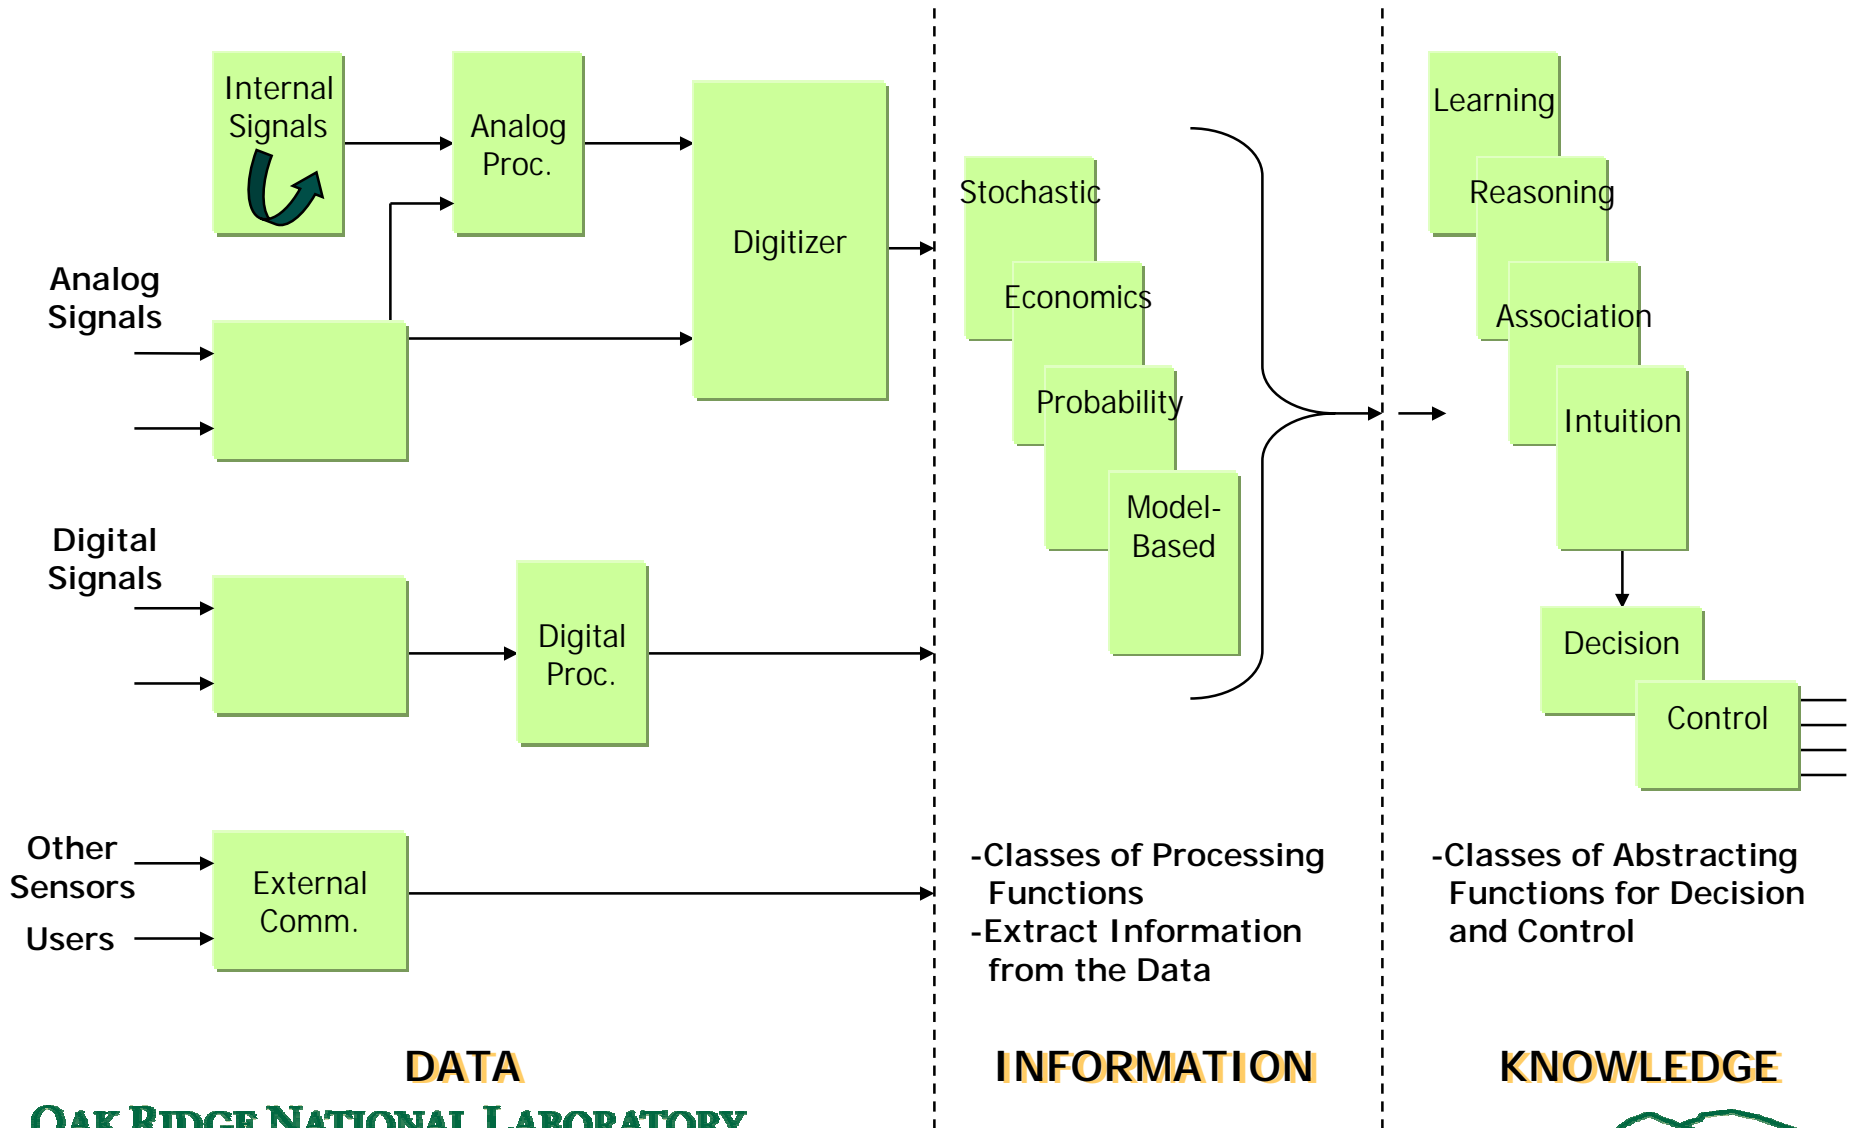 Internal
Signals
Analog
Proc.
Digitizer
Analog
Signals
Digital
Signals
Digital
Proc.
Other
Sensors
Users
External
Comm.
DATA
Stochastic
Economics
Probability
Model-
Based
-Classes of Processing
Functions
-Extract Information
from the Data
INFORMATION
Learning
Reasoning
Association
Intuition
Decision
Control
-Classes of Abstracting
Functions for Decision
and Control
KNOWLEDGE
OAK RIDGE NATIONAL LABORATORY